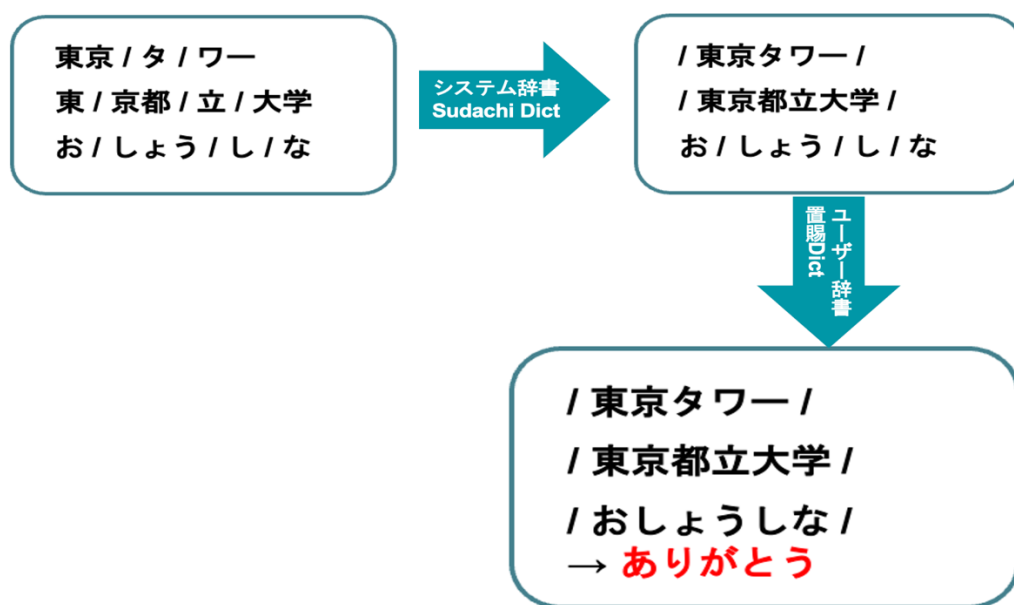 東京 / タ / ワー
東 / 京都 / 立 / 大学
お / しょう / し / な
システム辞書
Sudachi Dict
/ 東京タワー /
/ 東京都立大学 /
お / しょう / し / な
ユーザー辞書
置賜Dict
/ 東京タワー /
/ 東京都立大学 /
/ おしょうしな /
→ ありがとう